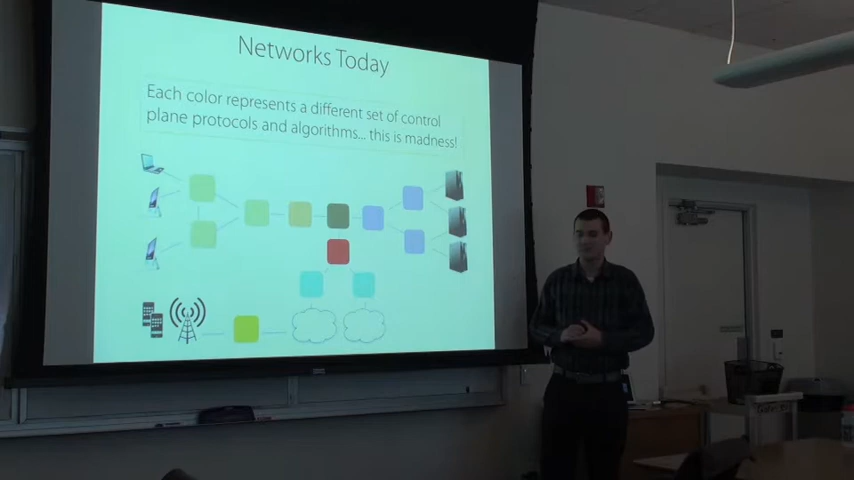 Networks Today
Each color represents a different set of control
plane protocols and algorithms... this is madness!